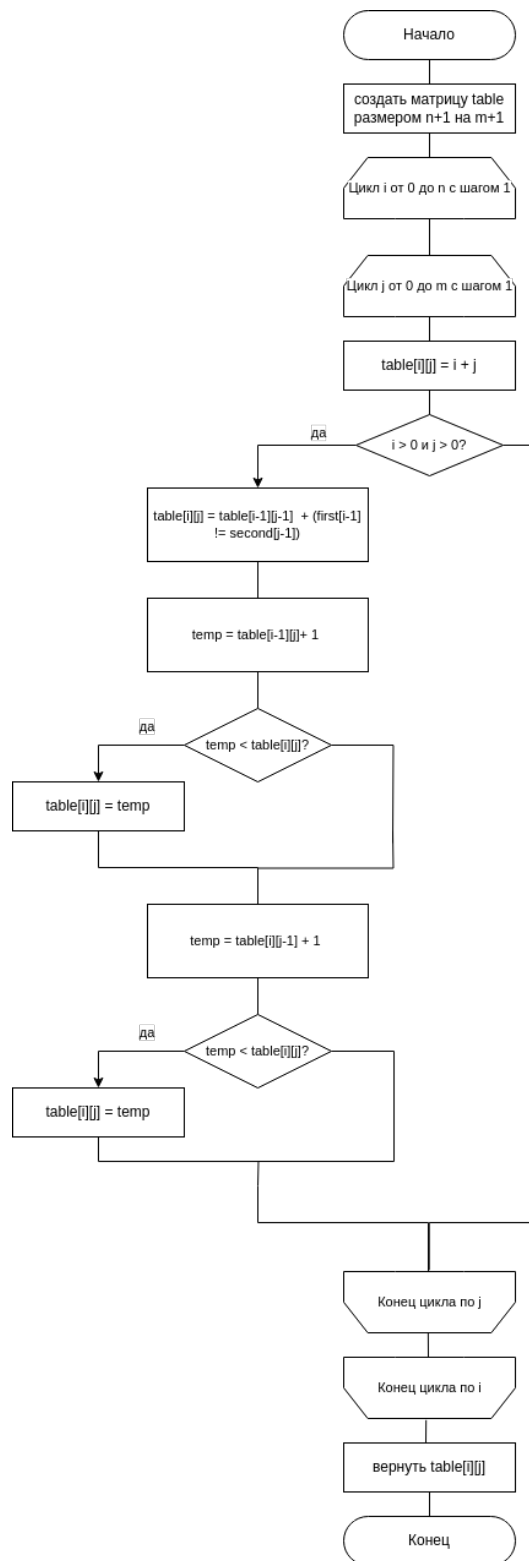 Начало
создать матрицу table
размером n+1 на m+1
Цикл i от 0 до n с шагом 1
Цикл j от 0 до m с шагом 1
table[i][j] = i + j
да
i > 0 и j > 0?
table[i][j] = table[i-1][j-1] + (first[i-1]
!= second[j-1])
temp = table[i-1][j]+ 1
да
temp < table[i][j]?
table[i][j] = temp
temp = table[i][j-1] + 1
да
temp < table[i][j]?
table[i][j] = temp
Конец цикла по j
Конец цикла по i
вернуть table[i][j]
Конец